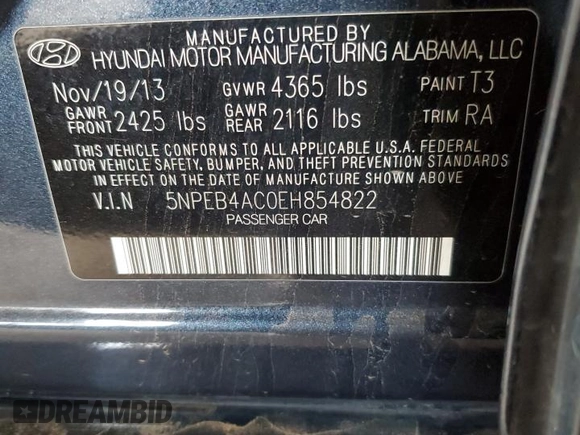 MANUFACTURED BY
HYUNDAI MOTOR MANUFACTURING ALABAMA, LLC
Nov/19/13 GVWR 4365 lbs PAINT T3
GAWR FRONT 2425 lbs GAWR REAR 2116 lbs TRIM RA
THIS VEHICLE CONFORMS TO ALL APPLICABLE U.S.A. FEDERAL
MOTOR VEHICLE SAFETY, BUMPER, AND THEFT PREVENTION STANDARDS
IN EFFECT ON THE DATE OF MANUFACTURE SHOWN ABOVE.
V.I.N 5NPEB4AC0EH854822
PASSENGER CAR
DREAMBID